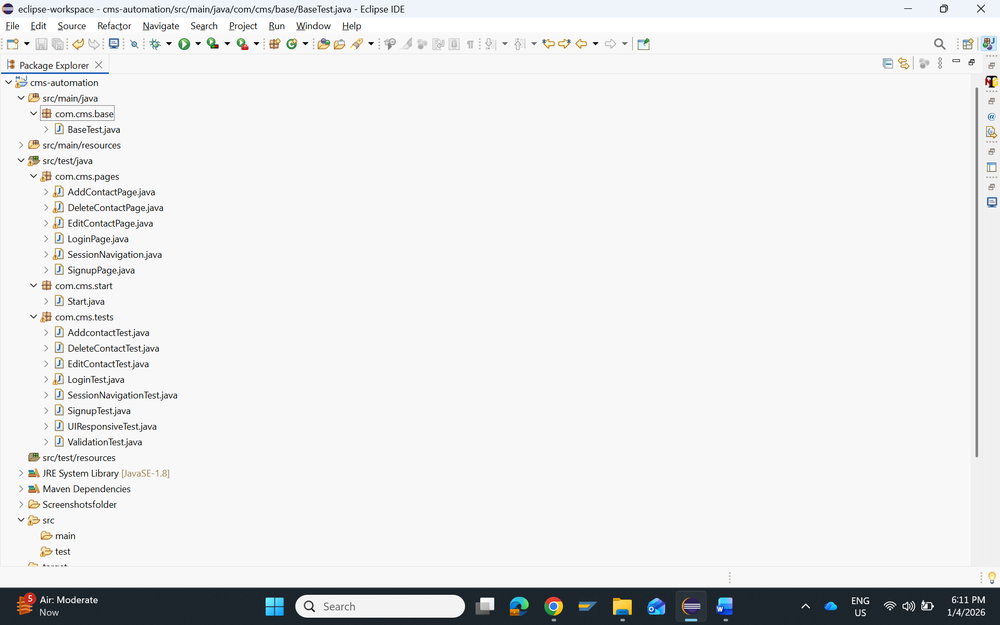 eclipse-workspace - cms-automation/src/main/java/com/cms/base/BaseTest.java - Eclipse IDE
File Edit Source Refactor Navigate Search Project Run Window Help
Package Explorer
cms-automation
src/main/java
com.cms.base
BaseTest.java
src/main/resources
src/test/java
com.cms.pages
AddContactPage.java
DeleteContactPage.java
EditContactPage.java
LoginPage.java
SessionNavigation.java
SignupPage.java
com.cms.start
Start.java
com.cms.tests
AddcontactTest.java
DeleteContactTest.java
EditContactTest.java
LoginTest.java
SessionNavigationTest.java
SignupTest.java
UIResponsiveTest.java
ValidationTest.java
src/test/resources
JRE System Library [JavaSE-1.8]
Maven Dependencies
Screenshotsfolder
src
main
test
target
5
Air: Moderate
Now
Search
ENG
US
6:11 PM
1/4/2026